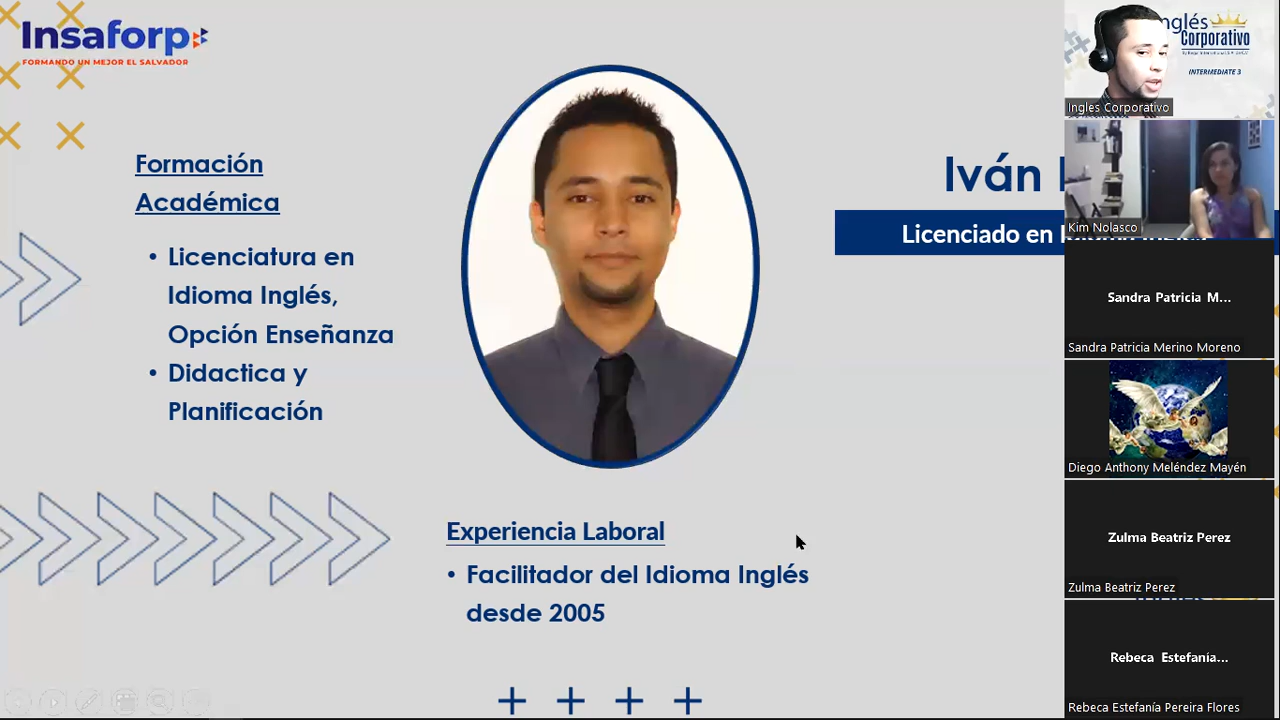 Insaforp
FORMANDO UN MEJOR EL SALVADOR
Formación
Académica
• Licenciatura en
Idioma Inglés,
Opción Enseñanza
• Didactica y
Planificación
Iván
Licenciado en
Experiencia Laboral
• Facilitador del Idioma Inglés
desde 2005
Corporativo
INTERMEDIATE 3
Ingles Corporativo
Kim Nolasco
Sandra Patricia M...
Sandra Patricia Merino Moreno
Diego Anthony Meléndez Mayén
Zulma Beatriz Perez
Zulma Beatriz Perez
Rebeca Estefanía...
Rebeca Estefanía Pereira Flores